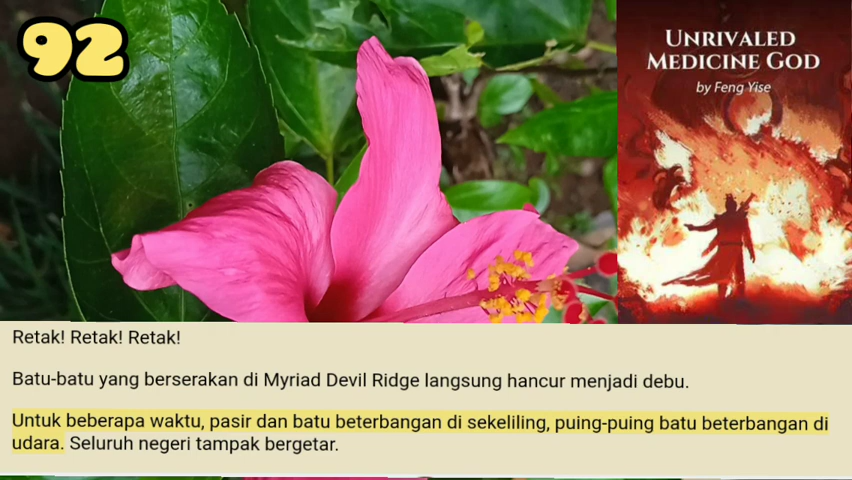 92
UNRIVALED
MEDICINE GOD
by Feng Yise
Retak! Retak! Retak!
Batu-batu yang berserakan di Myriad Devil Ridge langsung hancur menjadi debu.
Untuk beberapa waktu, pasir dan batu beterbangan di sekeliling, puing-puing batu beterbangan di
udara. Seluruh negeri tampak bergetar.